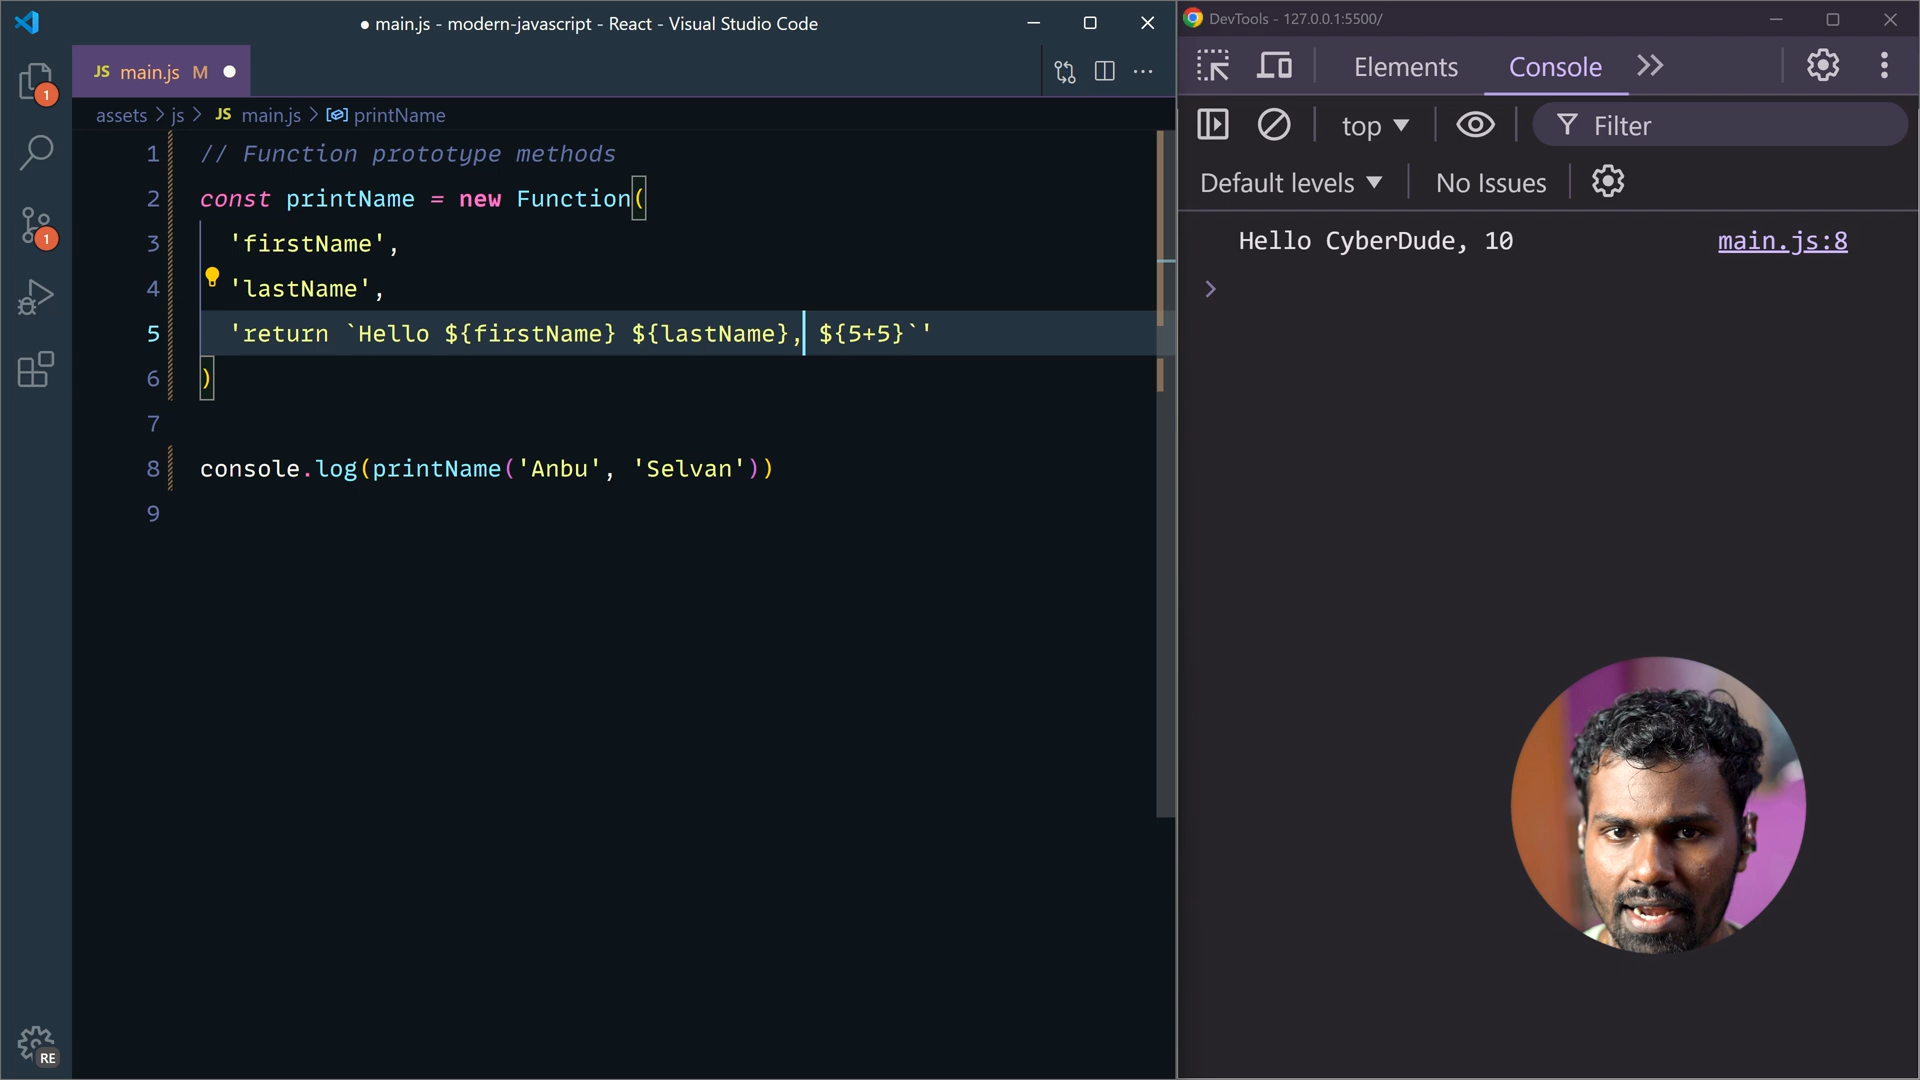 ● main.js - modern-javascript - React - Visual Studio Code
JS main.js M
assets > js > JS main.js > printName
1 // Function prototype methods
2 const printName = new Function(
3 'firstName',
4 'lastName',
5 'return `Hello ${firstName} ${lastName}, ${5+5}`'
6 )
7
8 console.log(printName('Anbu', 'Selvan'))
9
1
1
RE
DevTools - 127.0.0.1:5500/
Elements Console
top Filter
Default levels No Issues
Hello CyberDude, 10 main.js:8